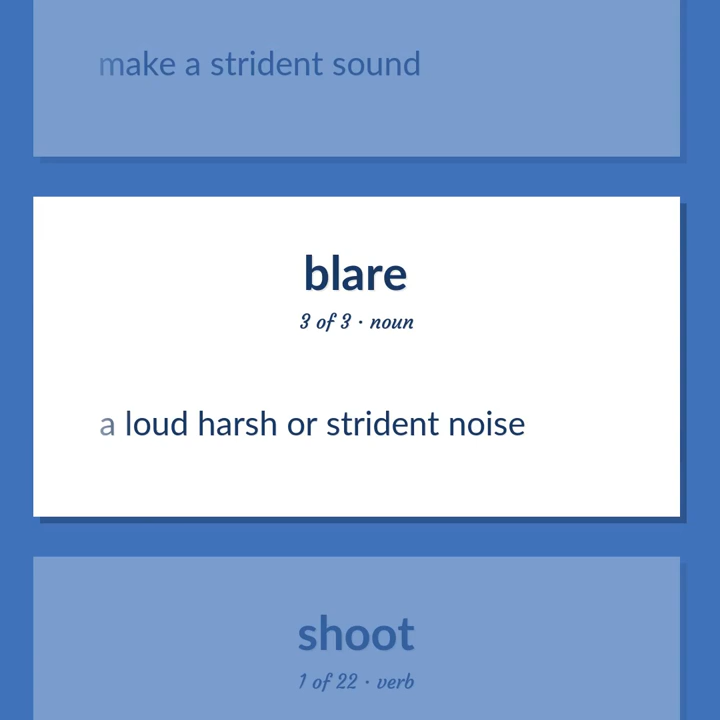 make a strident sound
blare
3 of 3 · noun
a loud harsh or strident noise
shoot
1 of 22 · verb